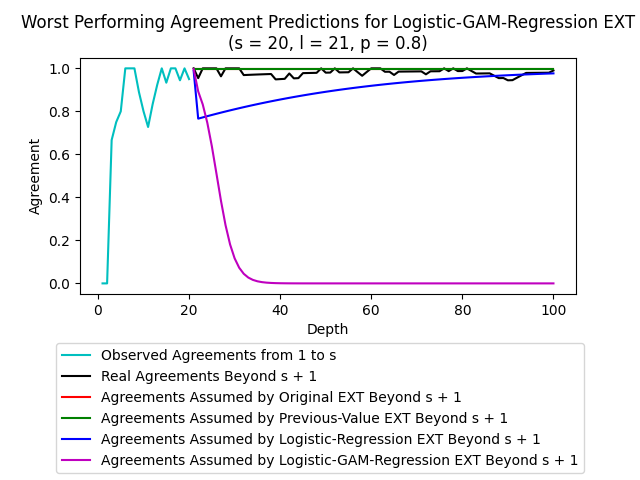 Worst Performing Agreement Predictions for Logistic-GAM-Regression EXT
(s = 20, l = 21, p = 0.8)
1.0
0.8
0.6
0.4
0.2
0.0
Agreement
0 20 40 60 80 100
Depth
Observed Agreements from 1 to s
Real Agreements Beyond s + 1
Agreements Assumed by Original EXT Beyond s + 1
Agreements Assumed by Previous-Value EXT Beyond s + 1
Agreements Assumed by Logistic-Regression EXT Beyond s + 1
Agreements Assumed by Logistic-GAM-Regression EXT Beyond s + 1